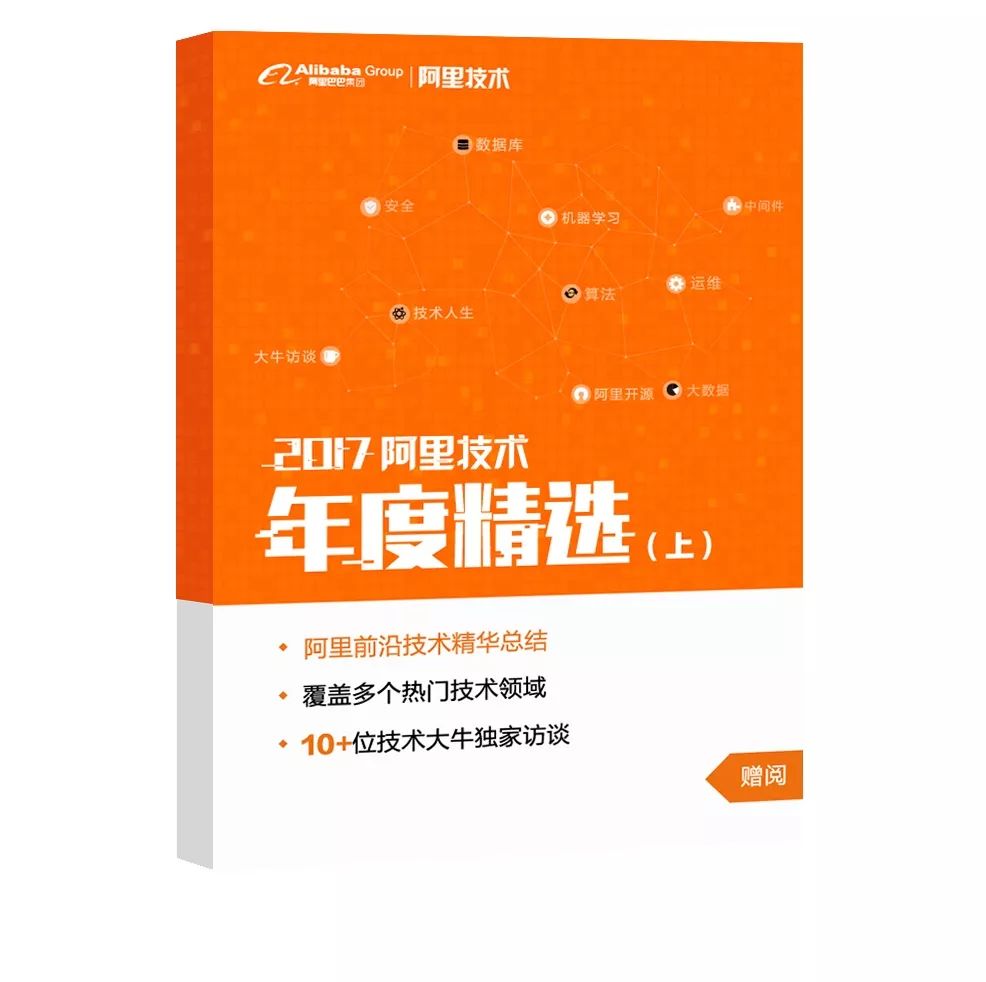 Alibaba Group | 阿里技术
阿里巴巴集团
数据库
安全
机器学习
中间件
运维
算法
技术人生
大牛访谈
阿里开源
大数据
2017 阿里技术
年度精选（上）
阿里前沿技术精华总结
覆盖多个热门技术领域
10+位技术大牛独家访谈
赠阅